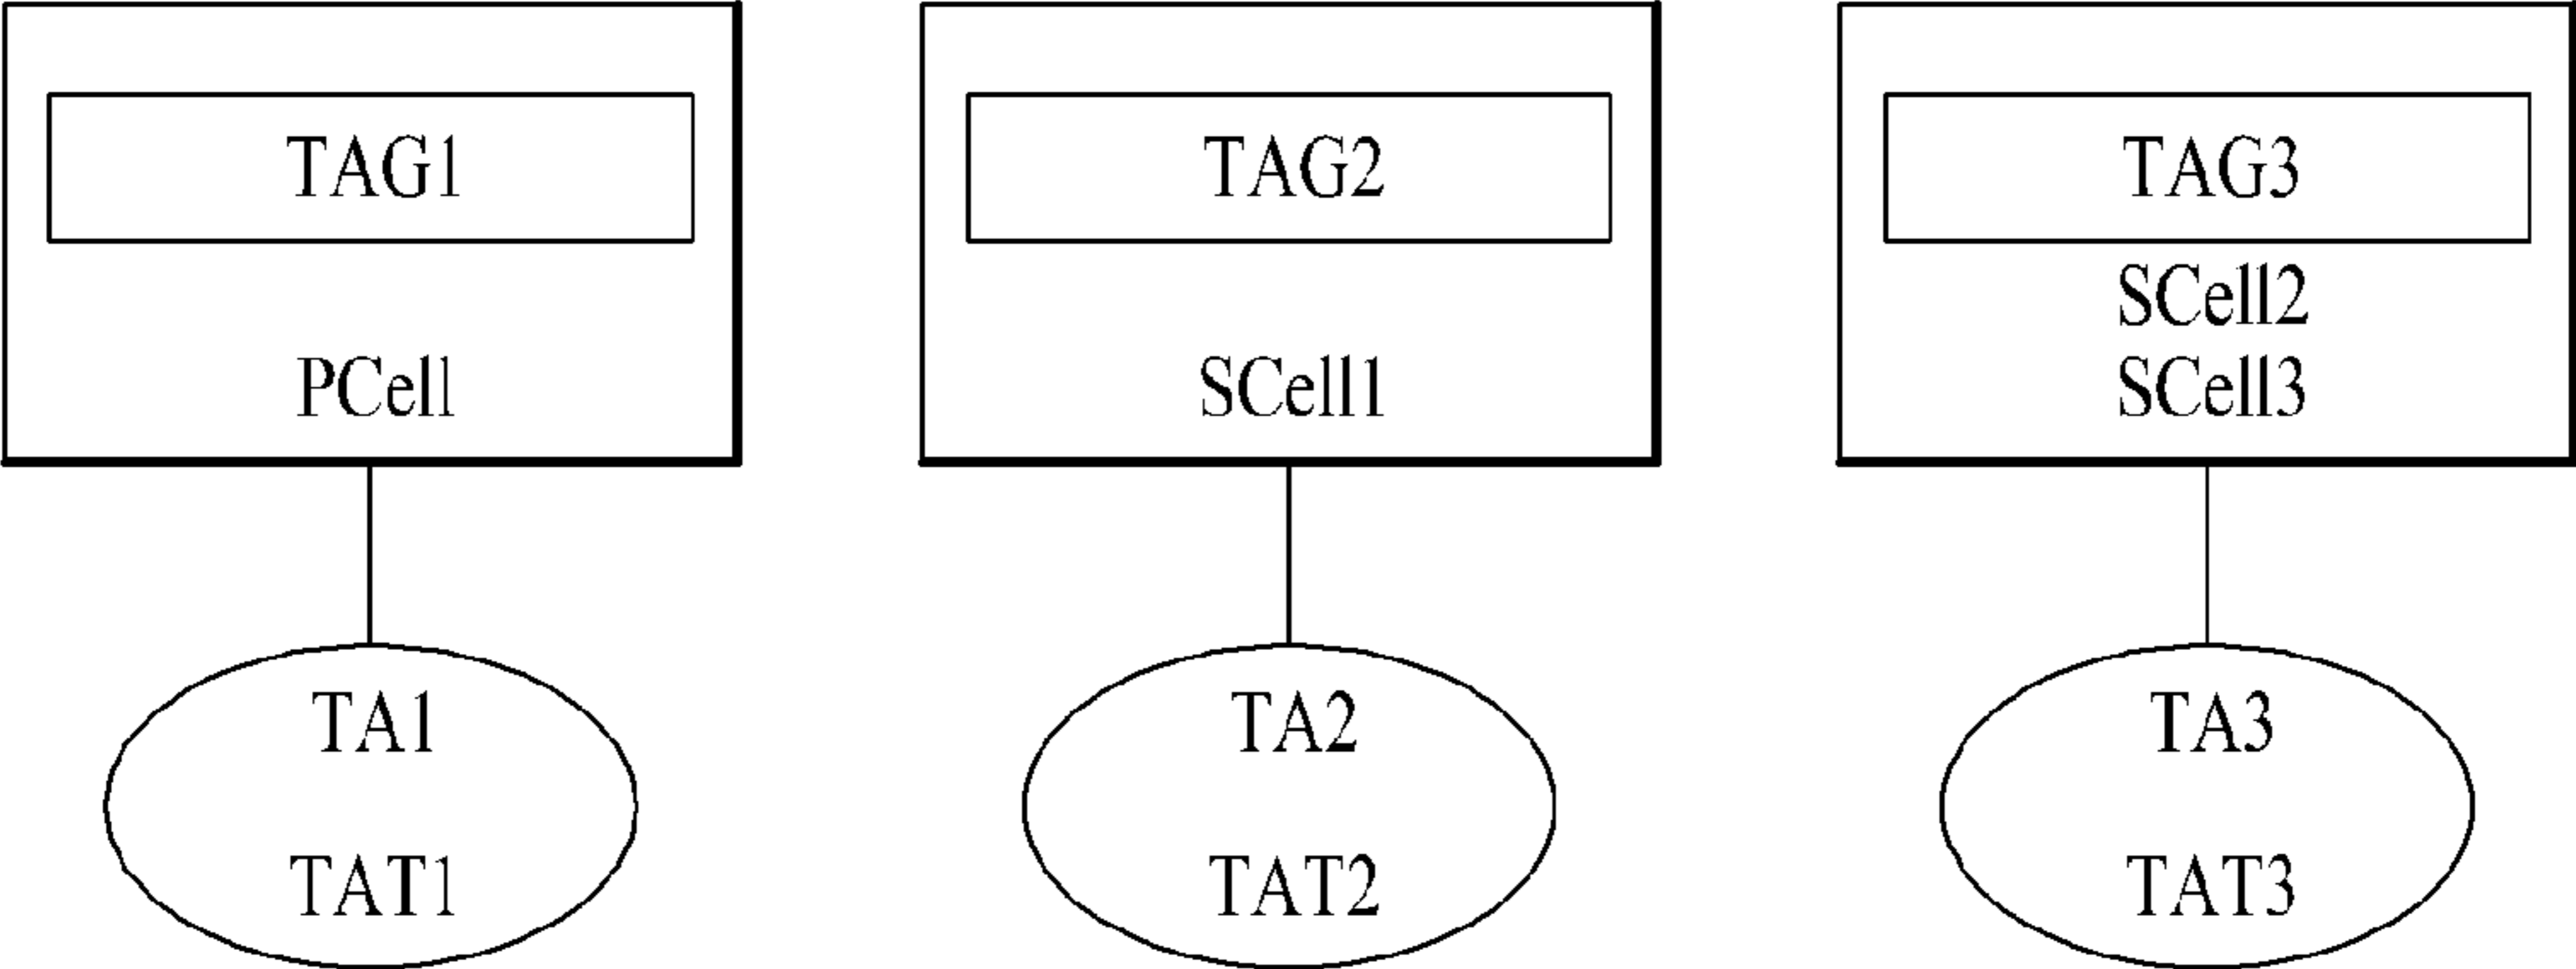 TAG1
PCell
TA1
TAT1
TAG2
SCell1
TA2
TAT2
TAG3
SCell2
SCell3
TA3
TAT3